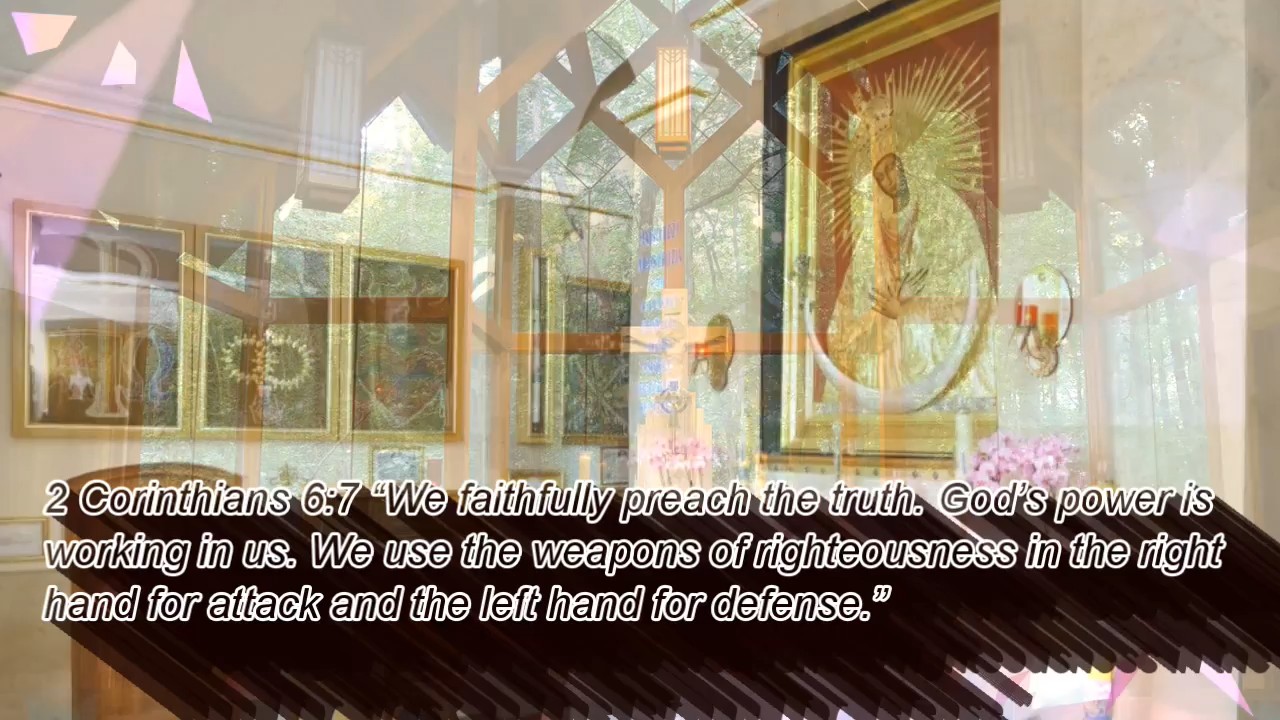 2 Corinthians 6:7 “We faithfully preach the truth. God’s power is
working in us. We use the weapons of righteousness in the right
hand for attack and the left hand for defense.”